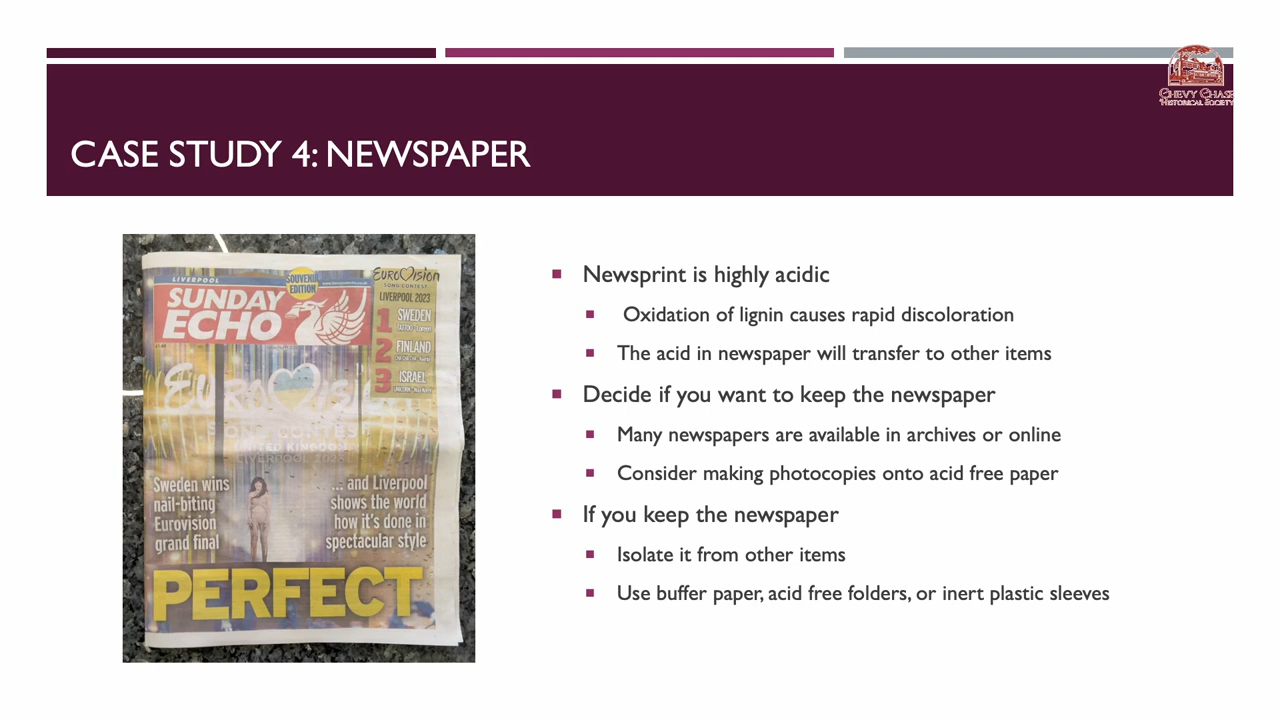 CHEVY CHASE
HISTORICAL SOCIETY
CASE STUDY 4: NEWSPAPER
LIVERPOOL
SOUVENIR
EDITION
SUNDAY
ECHO
EUROVISION
SONG CONTEST
LIVERPOOL 2023
1 SWEDEN
2 FINLAND
3 ISRAEL
EUROVISION
SONG CONTEST
UNITED KINGDOM
LIVERPOOL 2023
Sweden wins
nail-biting
Eurovision
grand final
... and Liverpool
shows the world
how it's done in
spectacular style
PERFECT
▪ Newsprint is highly acidic
▪ Oxidation of lignin causes rapid discoloration
▪ The acid in newspaper will transfer to other items
▪ Decide if you want to keep the newspaper
▪ Many newspapers are available in archives or online
▪ Consider making photocopies onto acid free paper
▪ If you keep the newspaper
▪ Isolate it from other items
▪ Use buffer paper, acid free folders, or inert plastic sleeves